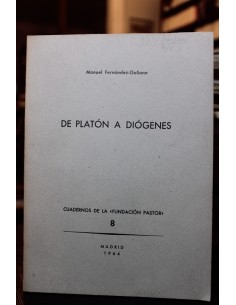 Manuel Fernández-Galiano
DE PLATÓN A DIÓGENES
CUADERNOS DE LA «FUNDACIÓN PASTOR»
8
MADRID
1964